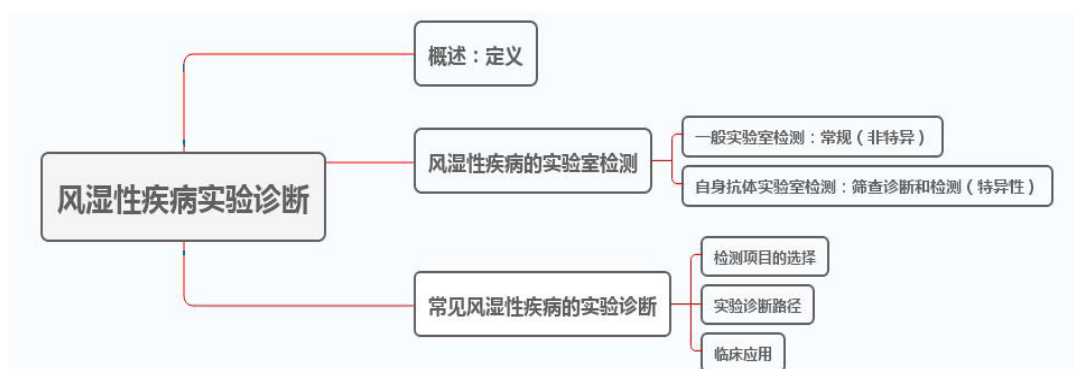 风湿性疾病实验诊断
概述：定义
风湿性疾病的实验室检测
一般实验室检测：常规（非特异）
自身抗体实验室检测：筛查诊断和检测（特异性）
常见风湿性疾病的实验诊断
检测项目的选择
实验诊断路径
临床应用